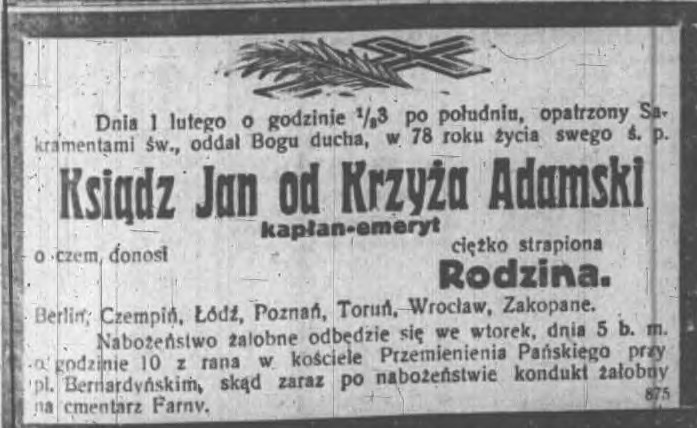 Dnia 1 lutego o godzinie ½3 po południu, opatrzony Sa-
kramentami św., oddał Bogu ducha, w 78 roku życia swego ś. p.
Ksiądz Jan od Krzyża Adamski
kapłan-emeryt
o czem donosi ciężko strapiona
Rodzina.
Berlin, Czempiń, Łódź, Poznań, Toruń, Wrocław, Zakopane.
Nabożeństwo żałobne odbędzie się we wtorek, dnia 5 b. m.
o godzinie 10 z rana w kościele Przemienienia Pańskiego przy
pl. Bernardyńskim, skąd zaraz po nabożeństwie kondukt żałobny
na cmentarz Farny.
875